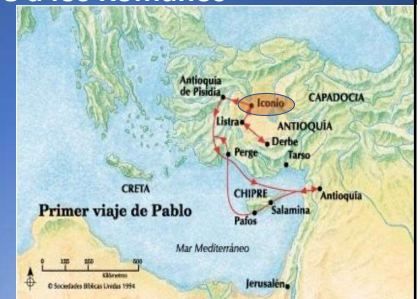 s a los Romanos
Antioquía
de Pisidia
Iconio
CAPADOCIA
Listra
ANTIOQUÍA
Derbe
Perge
Tarso
CRETA
CHIPRE
Antioquía
Salamina
Primer viaje de Pablo
Pafos
Mar Mediterráneo
Kilómetros
© Sociedades Bíblicas Unidas 1994
Jerusalén